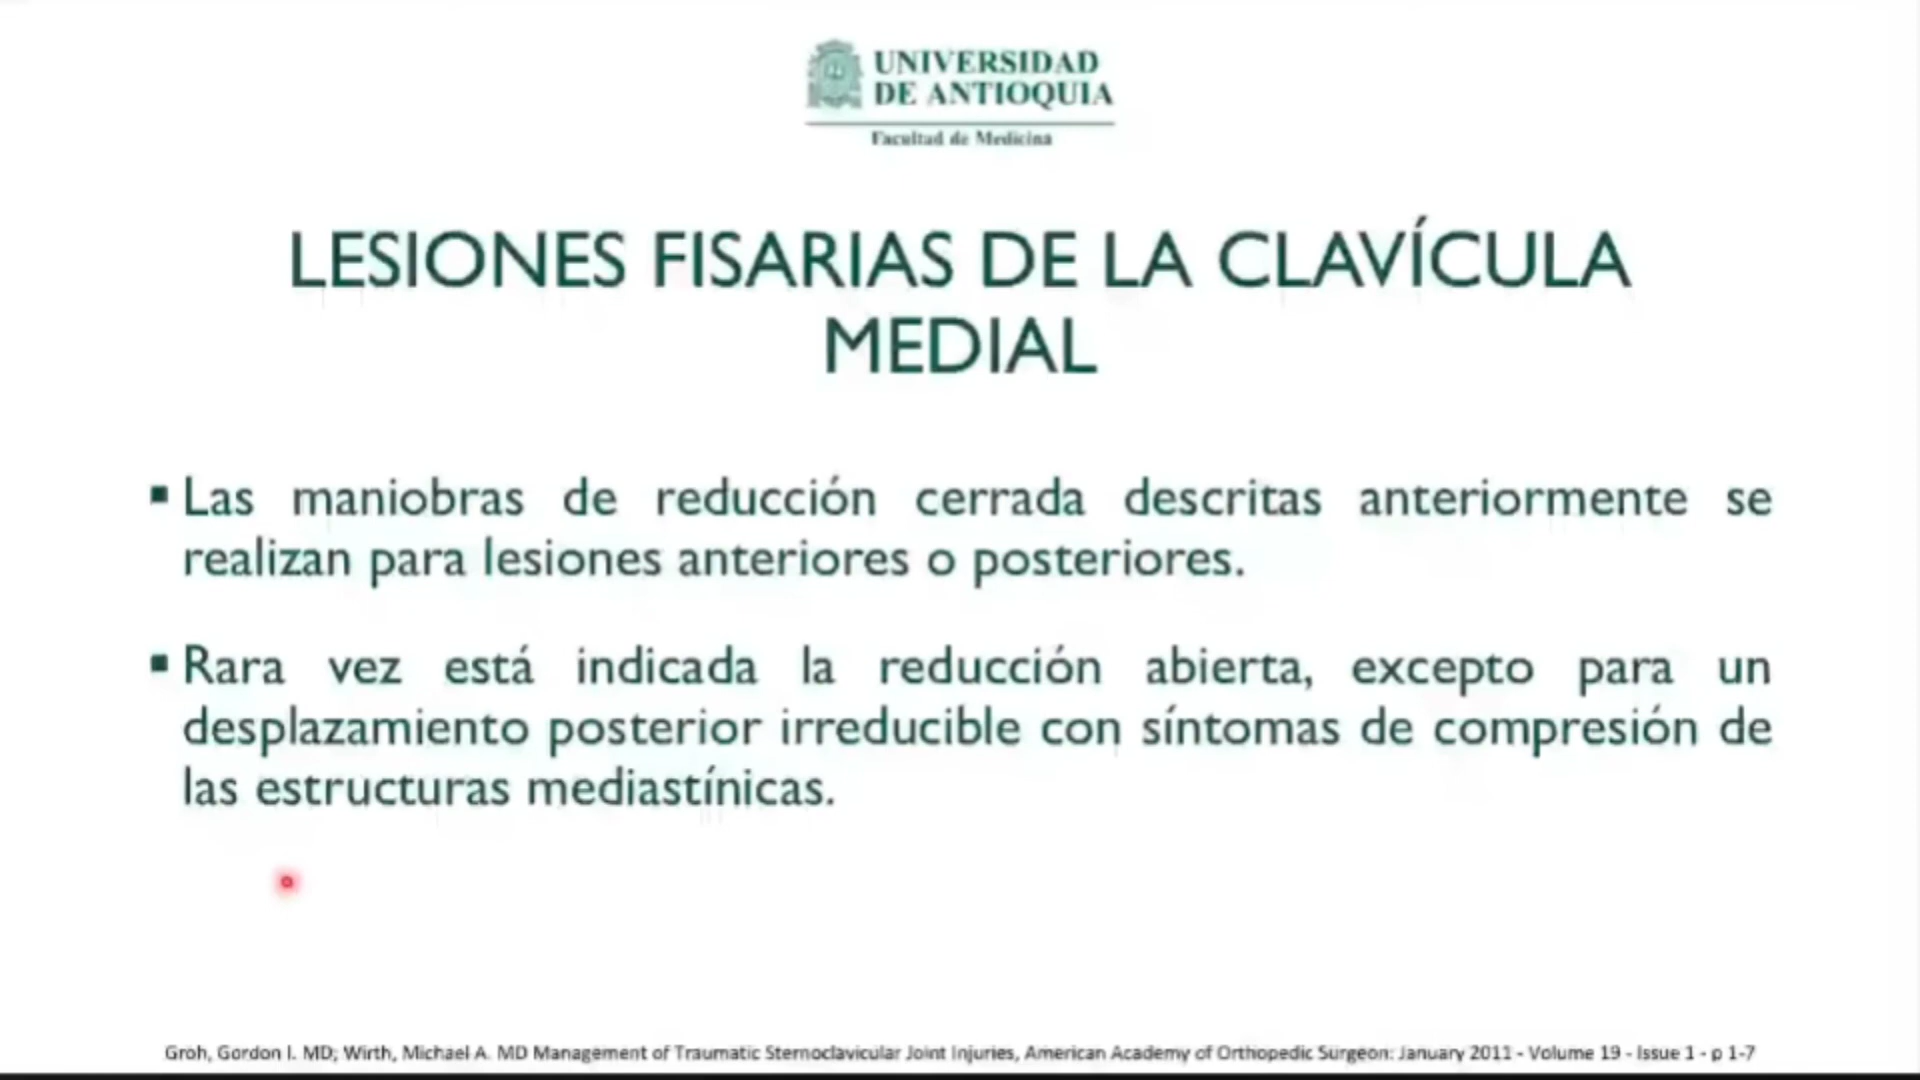 UNIVERSIDAD
DE ANTIOQUIA
Facultad de Medicina
LESIONES FISARIAS DE LA CLAVÍCULA
MEDIAL
▪ Las maniobras de reducción cerrada descritas anteriormente se
realizan para lesiones anteriores o posteriores.
▪ Rara vez está indicada la reducción abierta, excepto para un
desplazamiento posterior irreducible con síntomas de compresión de
las estructuras mediastínicas.
Groh, Gordon I. MD; Wirth, Michael A. MD Management of Traumatic Sternoclavicular Joint Injuries, American Academy of Orthopedic Surgeon: January 2011 - Volume 19 - Issue 1 - p 1-7